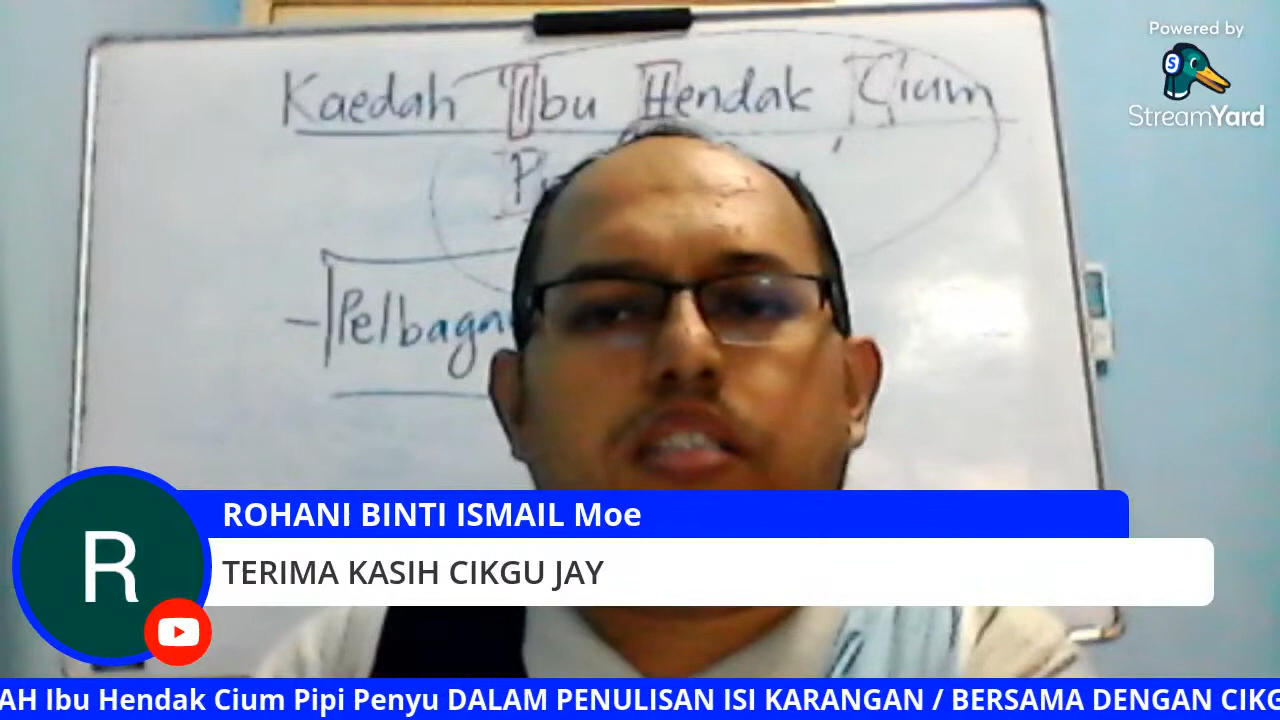 Powered by
StreamYard
Kaedah Ibu Hendak Cium
Pelbagai
ROHANI BINTI ISMAIL Moe
TERIMA KASIH CIKGU JAY
AH Ibu Hendak Cium Pipi Penyu DALAM PENULISAN ISI KARANGAN / BERSAMA DENGAN CIKG